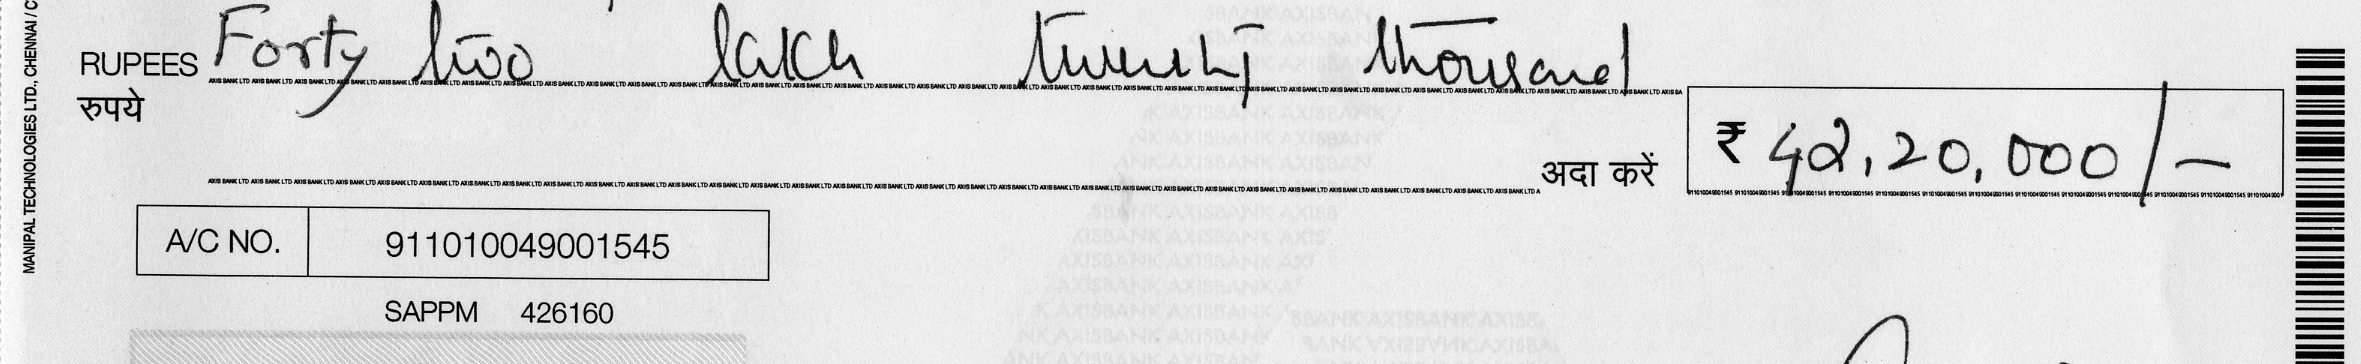 MANIPAL TECHNOLOGIES LTD., CHENNAI / C
RUPEES Forty two lakh twenty thousand
रुपये
अदा करें ₹ 42,20,000/-
A/C NO. 911010049001545
SAPPM 426160